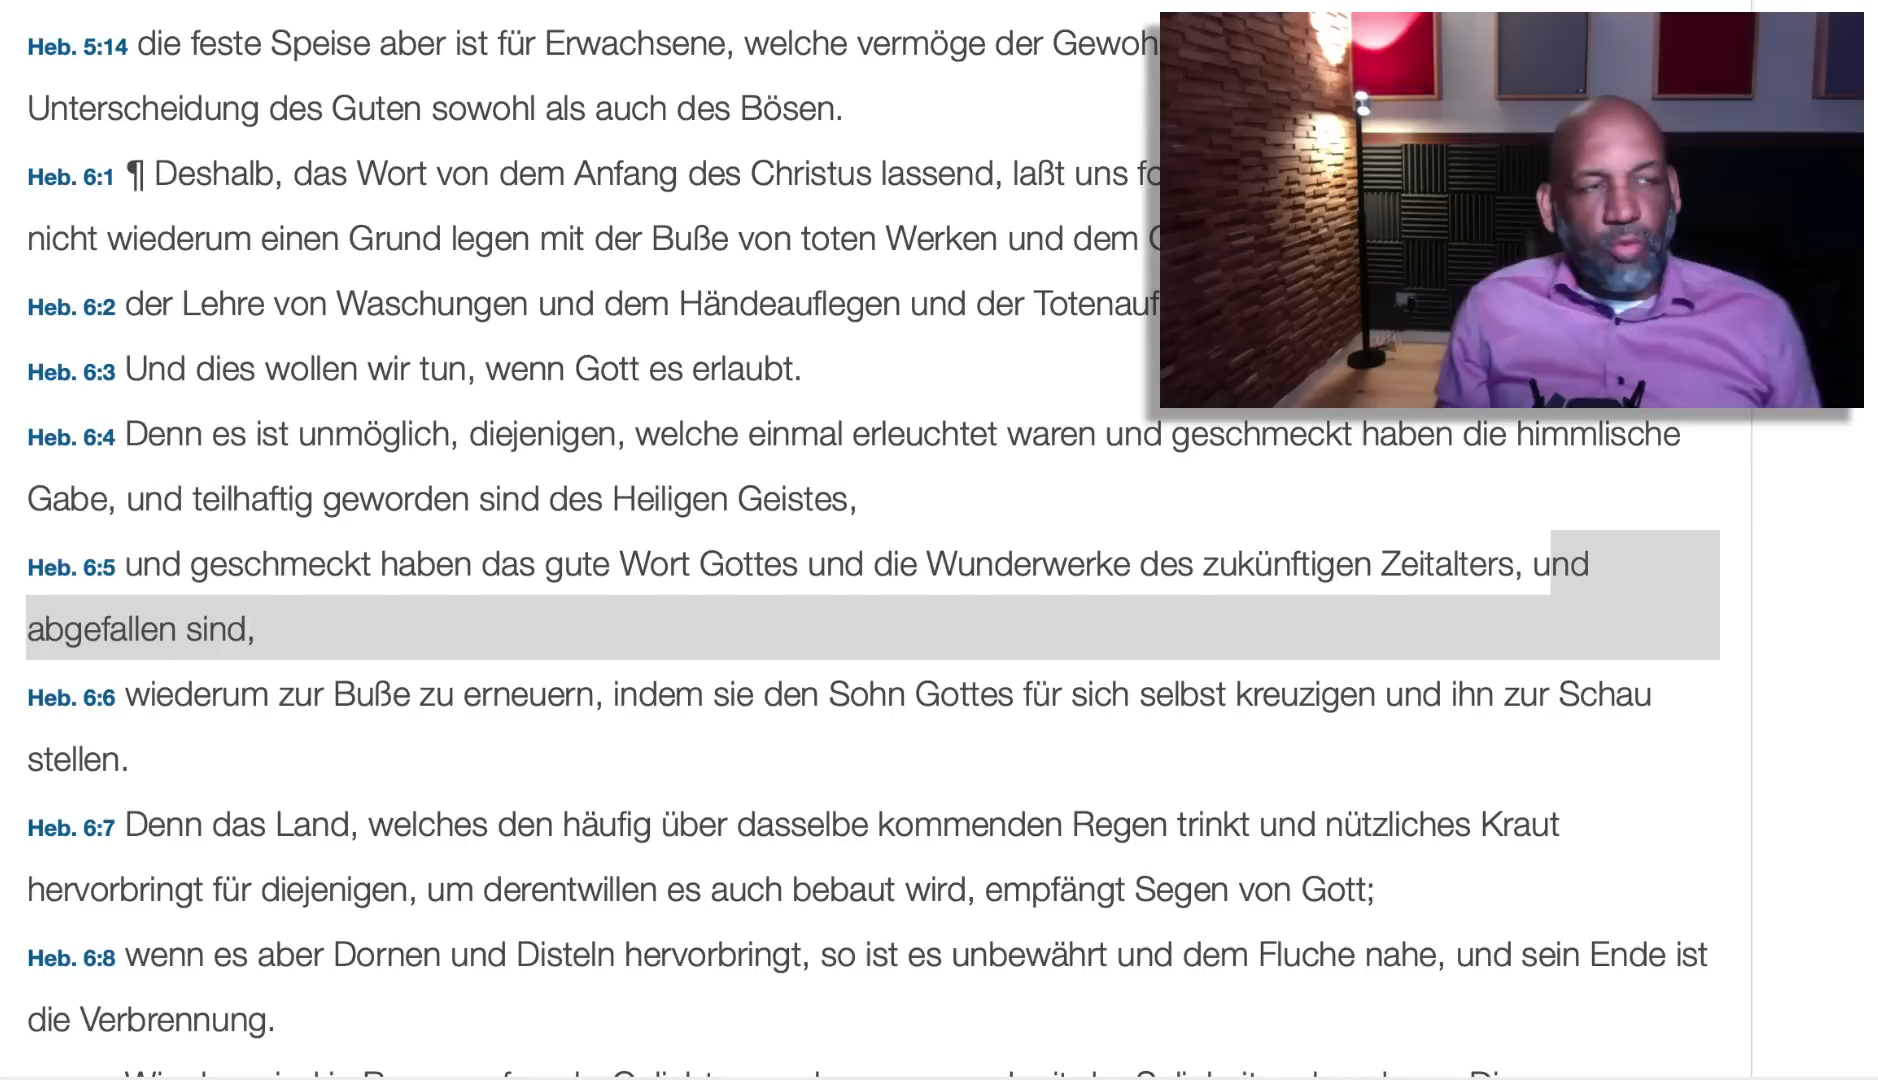 Heb. 5:14 die feste Speise aber ist für Erwachsene, welche vermöge der
Unterscheidung des Guten sowohl als auch des Bösen.
Heb. 6:1 ¶ Deshalb, das Wort von dem Anfang des Christus lassend, laßt uns
nicht wiederum einen Grund legen mit der Buße von toten Werken und dem
Heb. 6:2 der Lehre von Waschungen und dem Händeauflegen und der
Heb. 6:3 Und dies wollen wir tun, wenn Gott es erlaubt.
Heb. 6:4 Denn es ist unmöglich, diejenigen, welche einmal erleuchtet waren und geschmeckt haben die himmlische
Gabe, und teilhaftig geworden sind des Heiligen Geistes,
Heb. 6:5 und geschmeckt haben das gute Wort Gottes und die Wunderwerke des zukünftigen Zeitalters, und
abgefallen sind,
Heb. 6:6 wiederum zur Buße zu erneuern, indem sie den Sohn Gottes für sich selbst kreuzigen und ihn zur Schau
stellen.
Heb. 6:7 Denn das Land, welches den häufig über dasselbe kommenden Regen trinkt und nützliches Kraut
hervorbringt für diejenigen, um derentwillen es auch bebaut wird, empfängt Segen von Gott;
Heb. 6:8 wenn es aber Dornen und Disteln hervorbringt, so ist es unbewährt und dem Fluche nahe, und sein Ende ist
die Verbrennung.